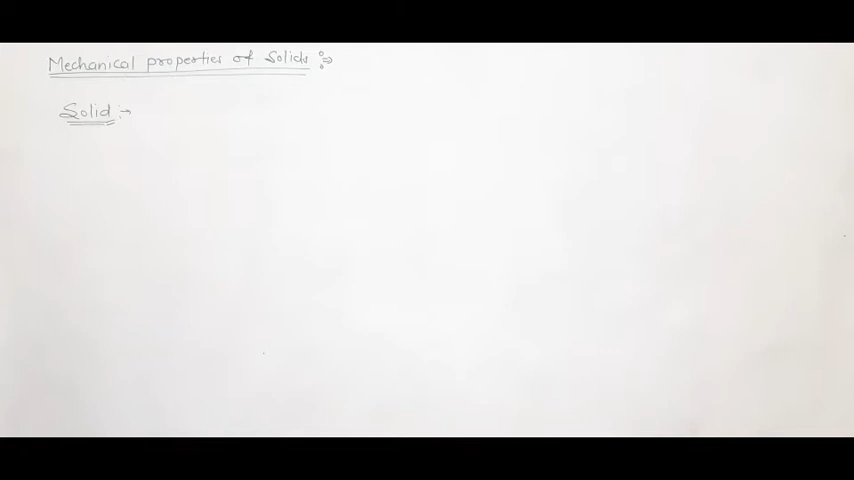 Mechanical properties of Solids :⇒
Solid :→